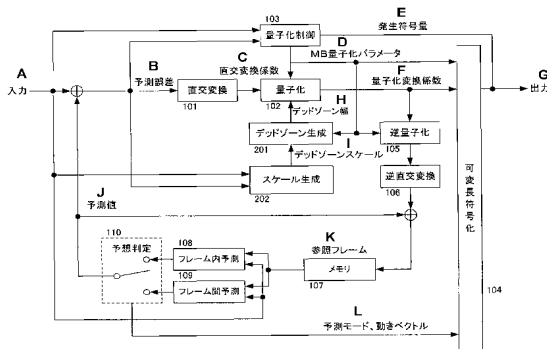 103
E
発生符号量
量子化制御
D
MB量子化パラメータ
A
入力
B
予測誤差
C
直交変換係数
F
量子化変換係数
G
出力
直交変換
101
量子化
102
H
デッドゾーン幅
デッドゾーン生成
201
I
デッドゾーンスケール
逆量子化
105
スケール生成
202
逆直交変換
106
可変長符号化
104
J
予測値
110
予想判定
108
フレーム内予測
109
フレーム間予測
K
参照フレーム
メモリ
107
L
予測モード、動きベクトル